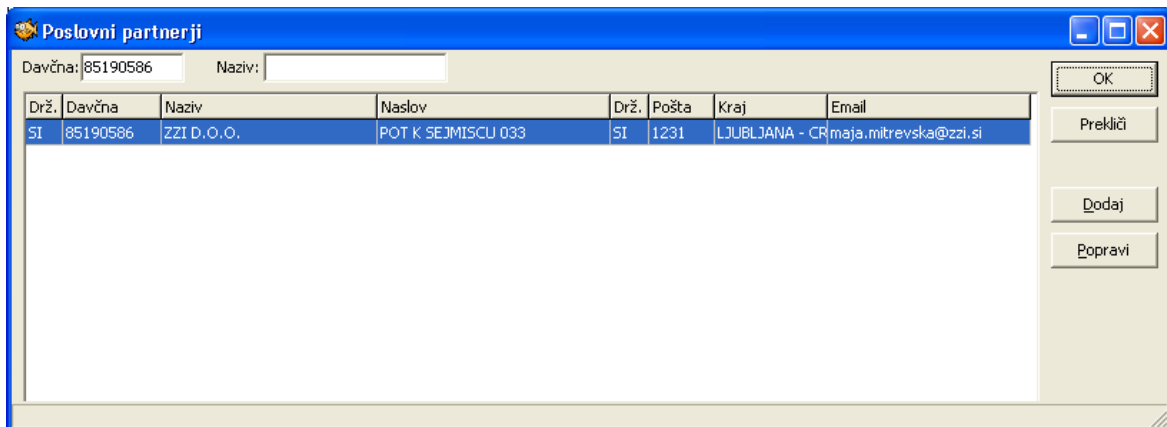 Poslovni partnerji
Davčna: 85190586 Naziv:
OK
Drž. Davčna Naziv Naslov Drž. Pošta Kraj Email
SI 85190586 ZZI D.O.O. POT K SEJMISCU 033 SI 1231 LJUBLJANA - CR maja.mitrevska@zzi.si
Prekliči
Dodaj
Popravi